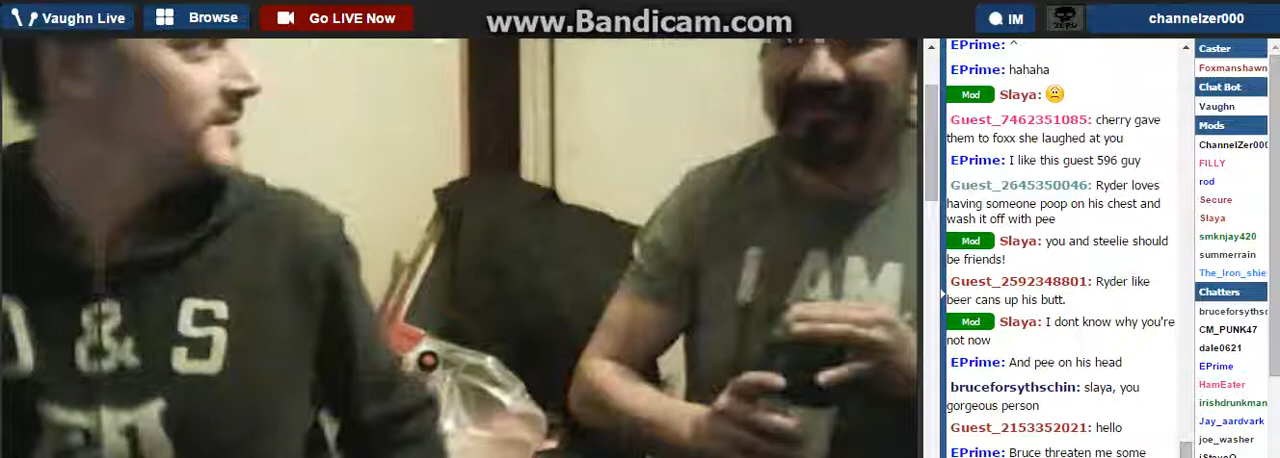 Vaughn Live
Browse
Go LIVE Now
www.Bandicam.com
IM
channelzer000
& S
I AM
EPrime: ^
EPrime: hahaha
Mod Slaya:
Guest_7462351085: cherry gave
them to foxx she laughed at you
EPrime: I like this guest 596 guy
Guest_2645350046: Ryder loves
having someone poop on his chest and
wash it off with pee
Mod Slaya: you and steelie should
be friends!
Guest_2592348801: Ryder like
beer cans up his butt.
Mod Slaya: I dont know why you're
not now
EPrime: And pee on his head
bruceforsythschin: slaya, you
gorgeous person
Guest_2153352021: hello
EPrime: Bruce threaten me some
Caster
Foxmanshawn
Chat Bot
Vaughn
Mods
ChannelZer000
FILLY
rod
Secure
Slaya
smknjay420
summerrain
The_Iron_shie
Chatters
bruceforsythsc
CM_PUNK47
dale0621
EPrime
HamEater
irishdrunkman
Jay_aardvark
joe_washer